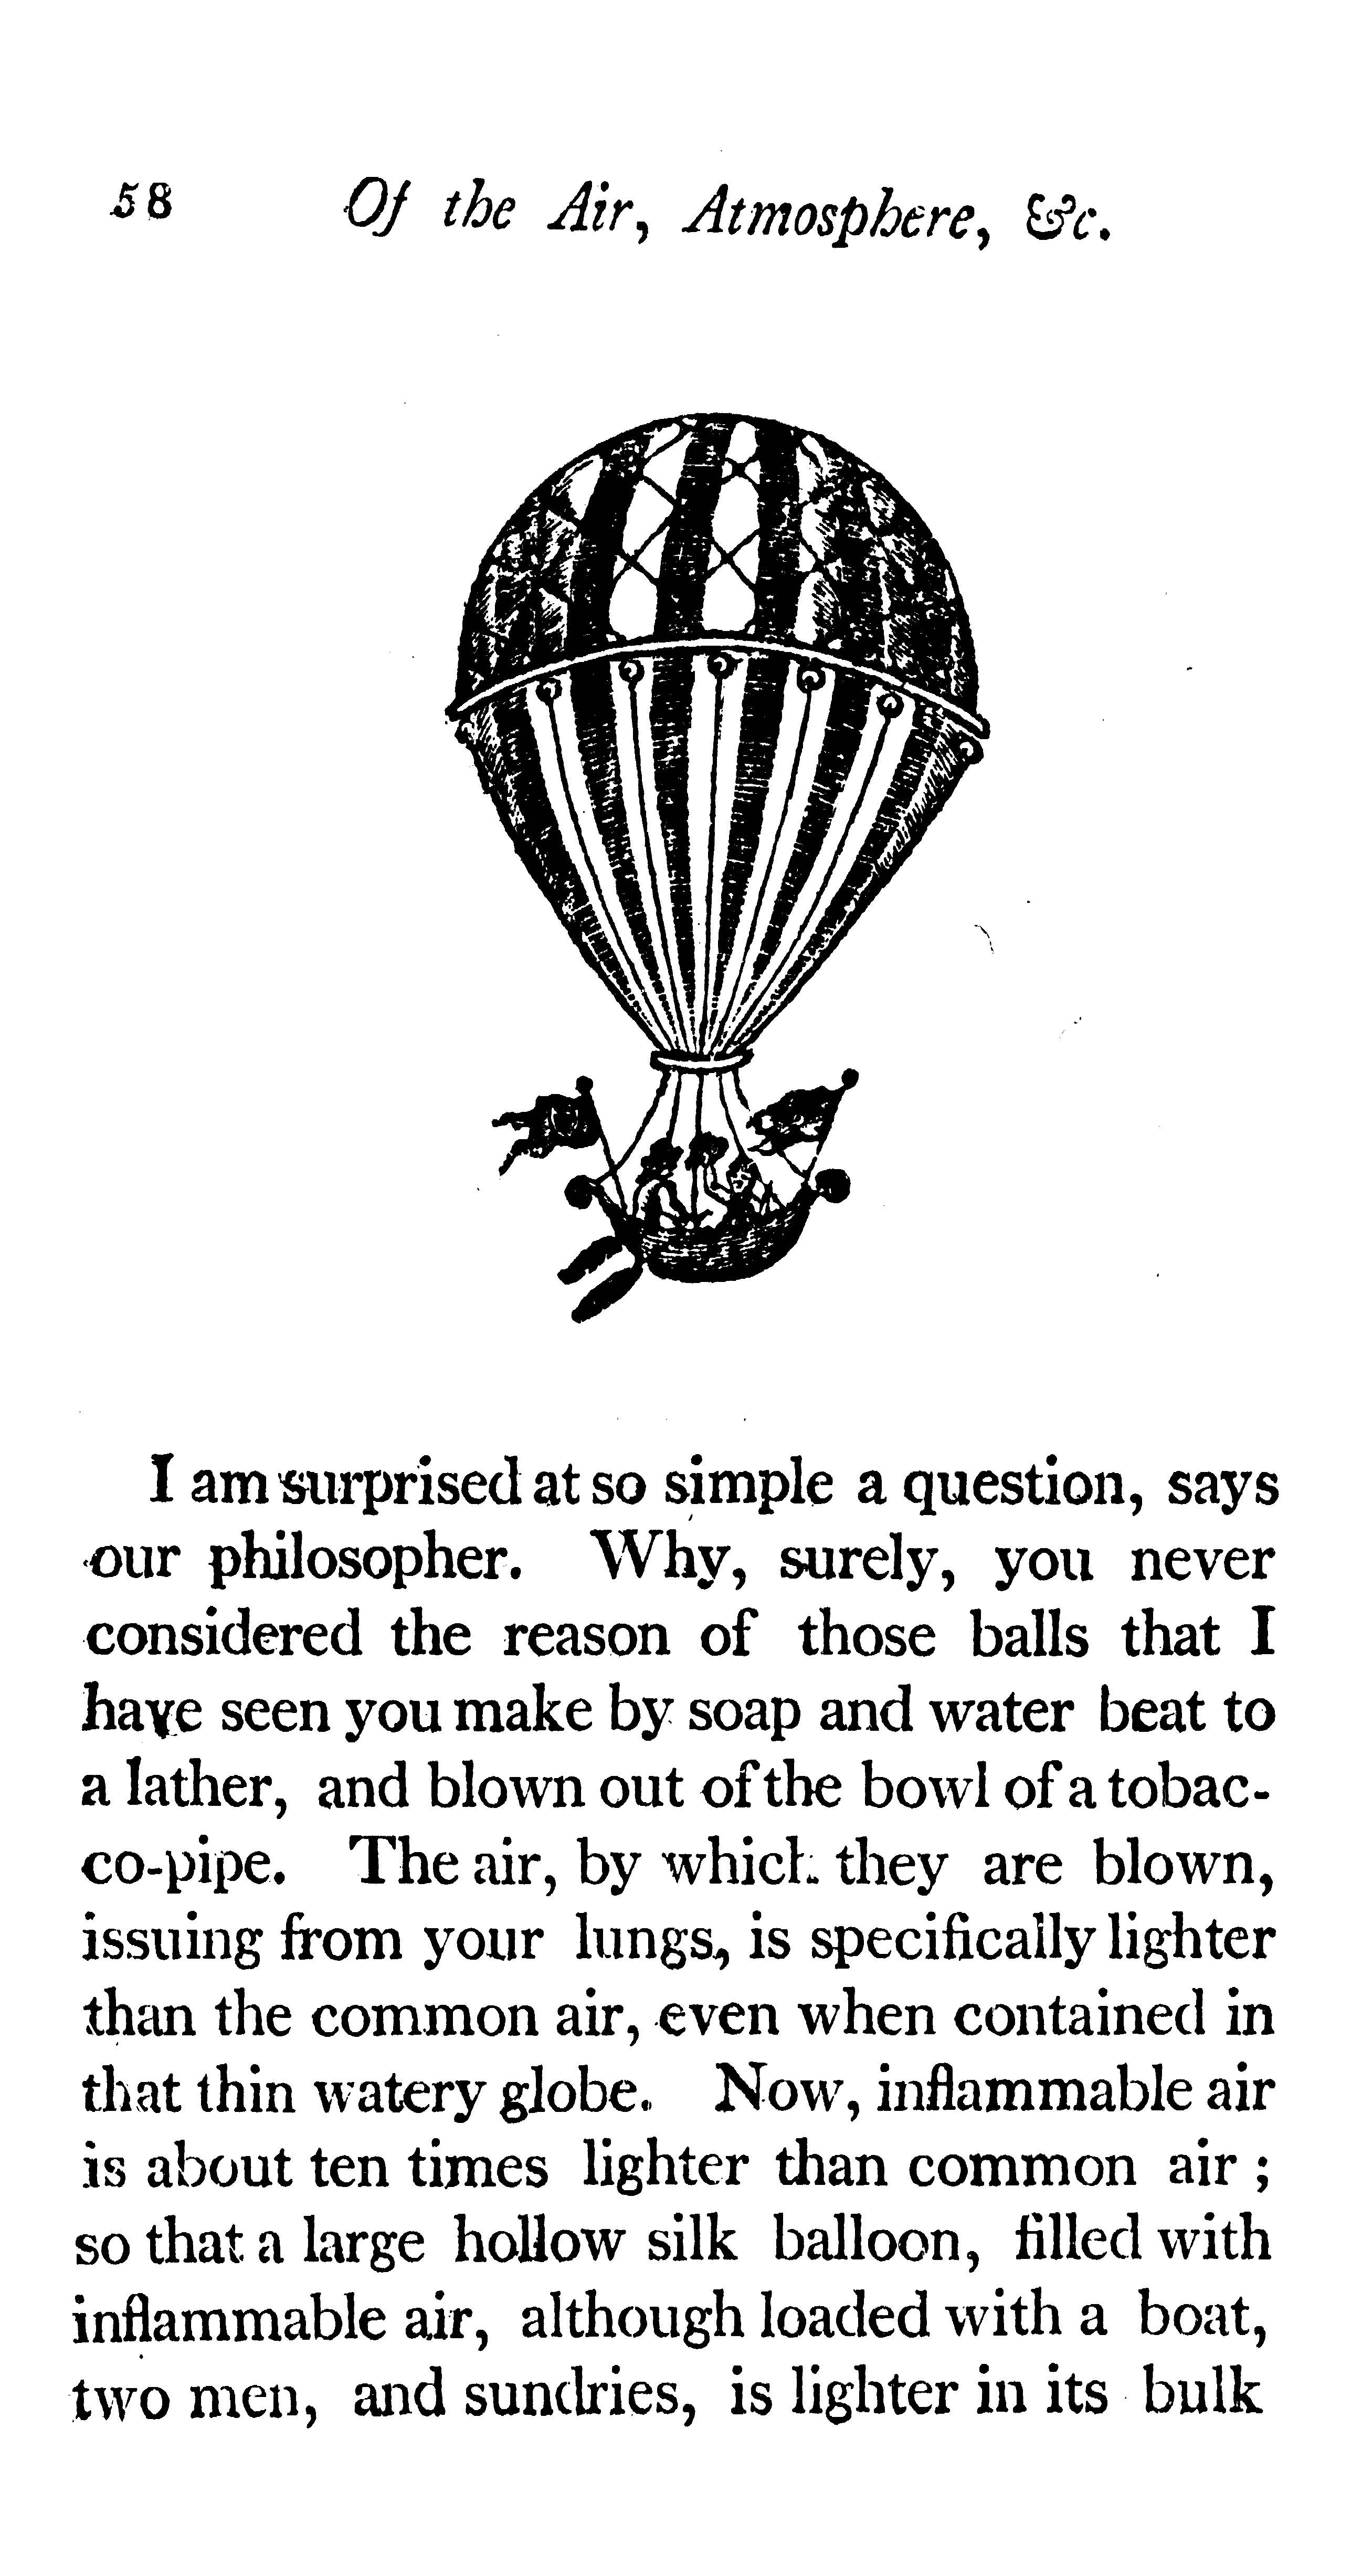 58 Of the Air, Atmosphere, &c.
I am surprised at so simple a question, says
our philosopher. Why, surely, you never
considered the reason of those balls that I
have seen you make by soap and water beat to
a lather, and blown out of the bowl of a tobac-
co-pipe. The air, by which they are blown,
issuing from your lungs, is specifically lighter
than the common air, even when contained in
that thin watery globe. Now, inflammable air
is about ten times lighter than common air ;
so that a large hollow silk balloon, filled with
inflammable air, although loaded with a boat,
two men, and sundries, is lighter in its bulk